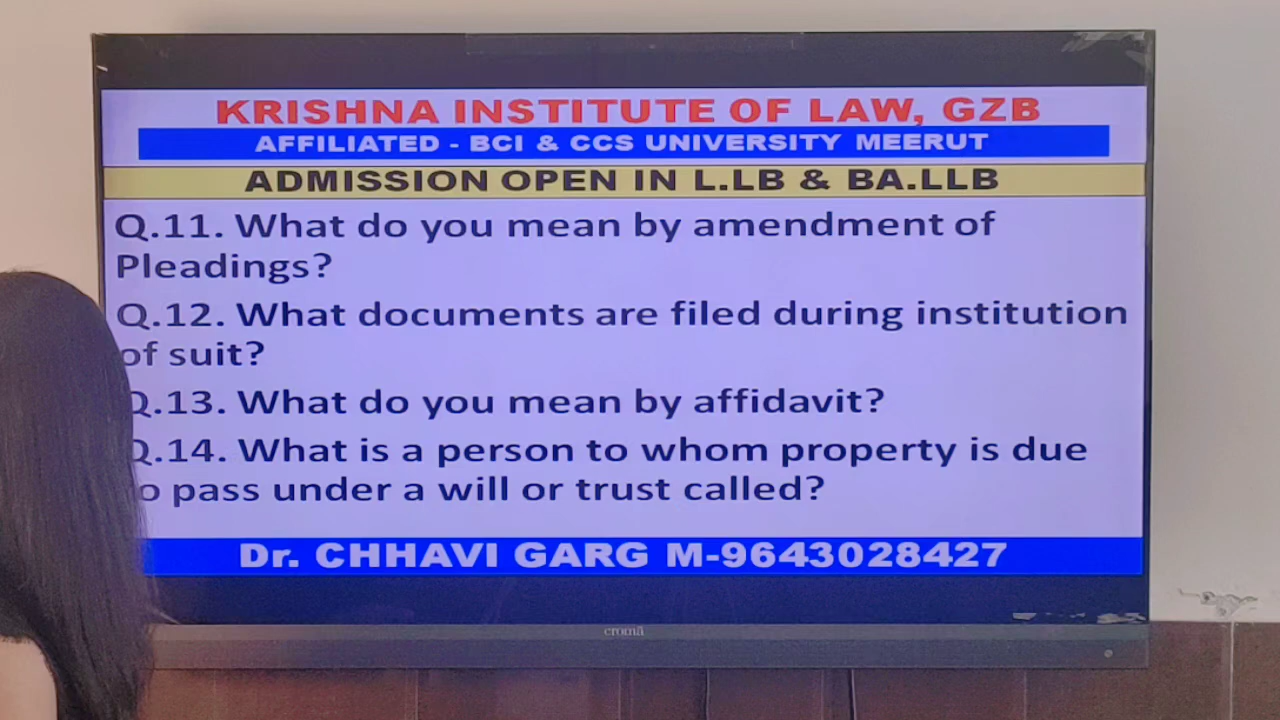 KRISHNA INSTITUTE OF LAW, GZB
AFFILIATED - BCI & CCS UNIVERSITY MEERUT
ADMISSION OPEN IN L.LB & BA.LLB
Q.11. What do you mean by amendment of
Pleadings?
Q.12. What documents are filed during institution
of suit?
Q.13. What do you mean by affidavit?
Q.14. What is a person to whom property is due
o pass under a will or trust called?
Dr. CHHAVI GARG M-9643028427
croma